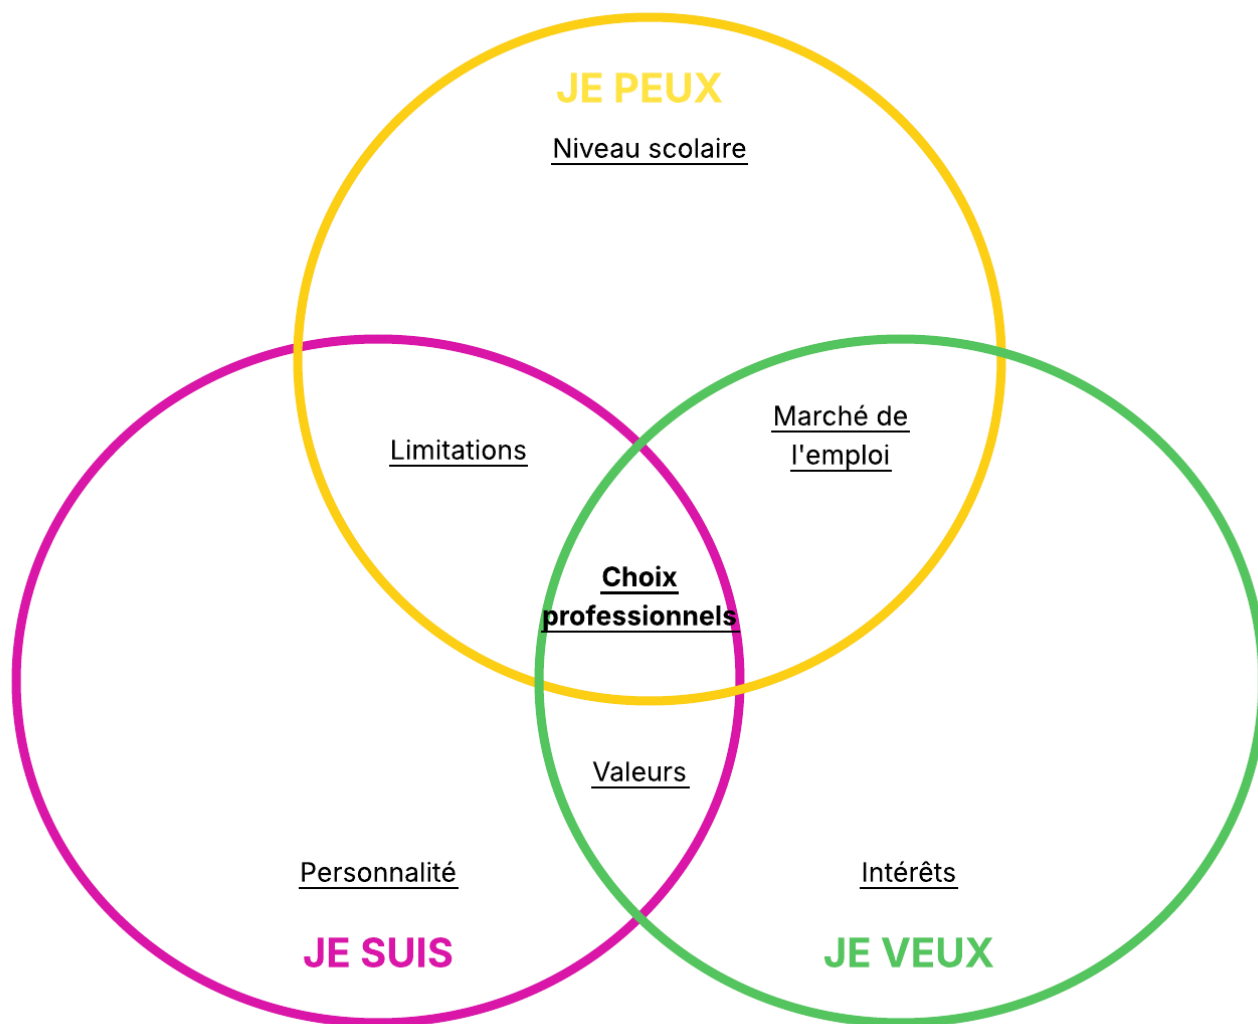 JE PEUX
Niveau scolaire
Limitations
Marché de
l'emploi
Choix
professionnels
Valeurs
Personnalité
Intérêts
JE SUIS
JE VEUX